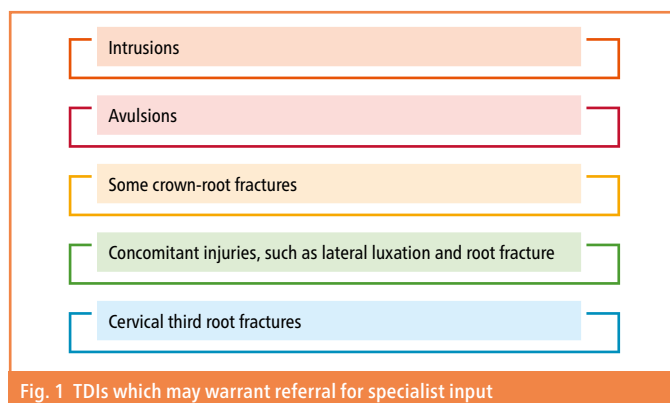 Intrusions
Avulsions
Some crown-root fractures
Concomitant injuries, such as lateral luxation and root fracture
Cervical third root fractures
Fig. 1 TDIs which may warrant referral for specialist input